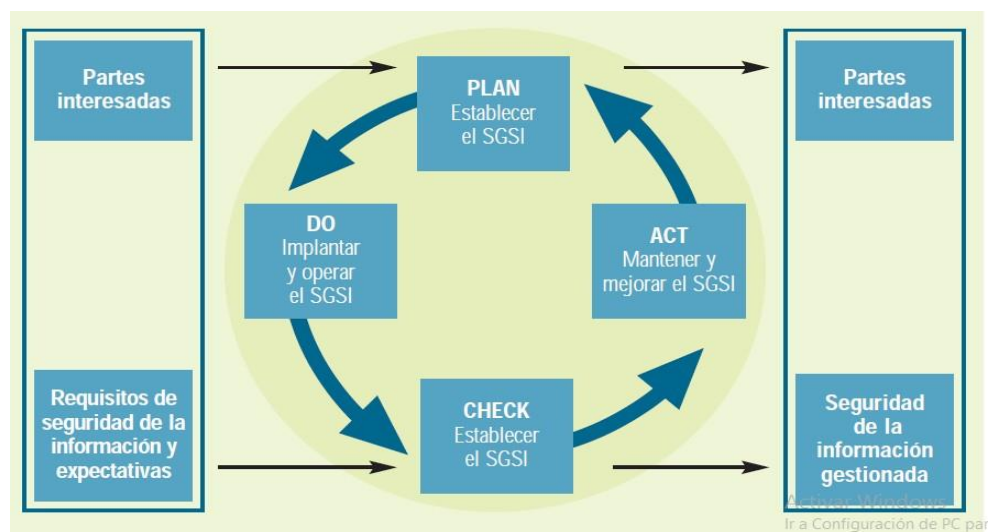 Partes
interesadas
Requisitos de
seguridad de la
información y
expectativas
PLAN
Establecer
el SGSI
DO
Implantar
y operar
el SGSI
ACT
Mantener y
mejorar el SGSI
CHECK
Establecer
el SGSI
Partes
interesadas
Seguridad
de la
información
gestionada
Activar Windows
Ir a Configuración de PC par